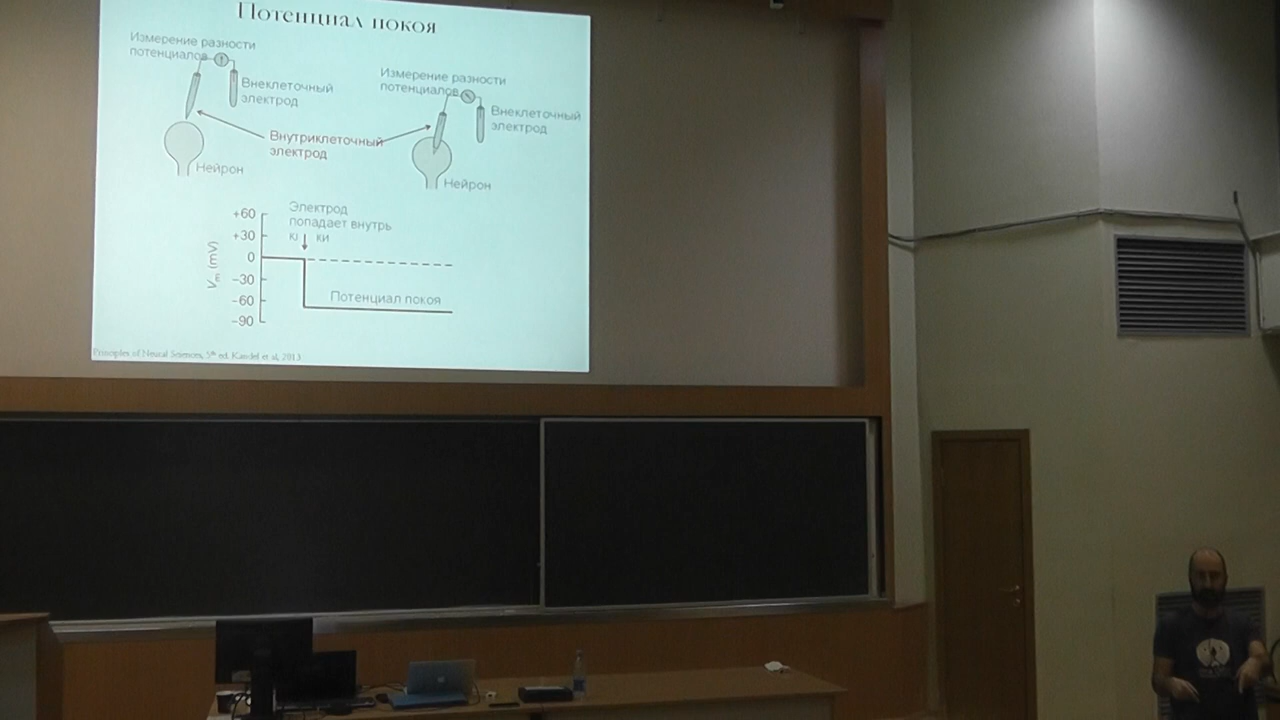 Потенциал покоя
Измерение разности
потенциалов
Внеклеточный
электрод
Измерение разности
потенциалов
Внеклеточный
электрод
Внутриклеточный
электрод
Нейрон
Нейрон
Электрод
попадает внутрь
ки
+60
+30
0
−30
−60
−90
Vm (mV)
Потенциал покоя
Principles of Neural Sciences, 5th ed. Kandel et al, 2013